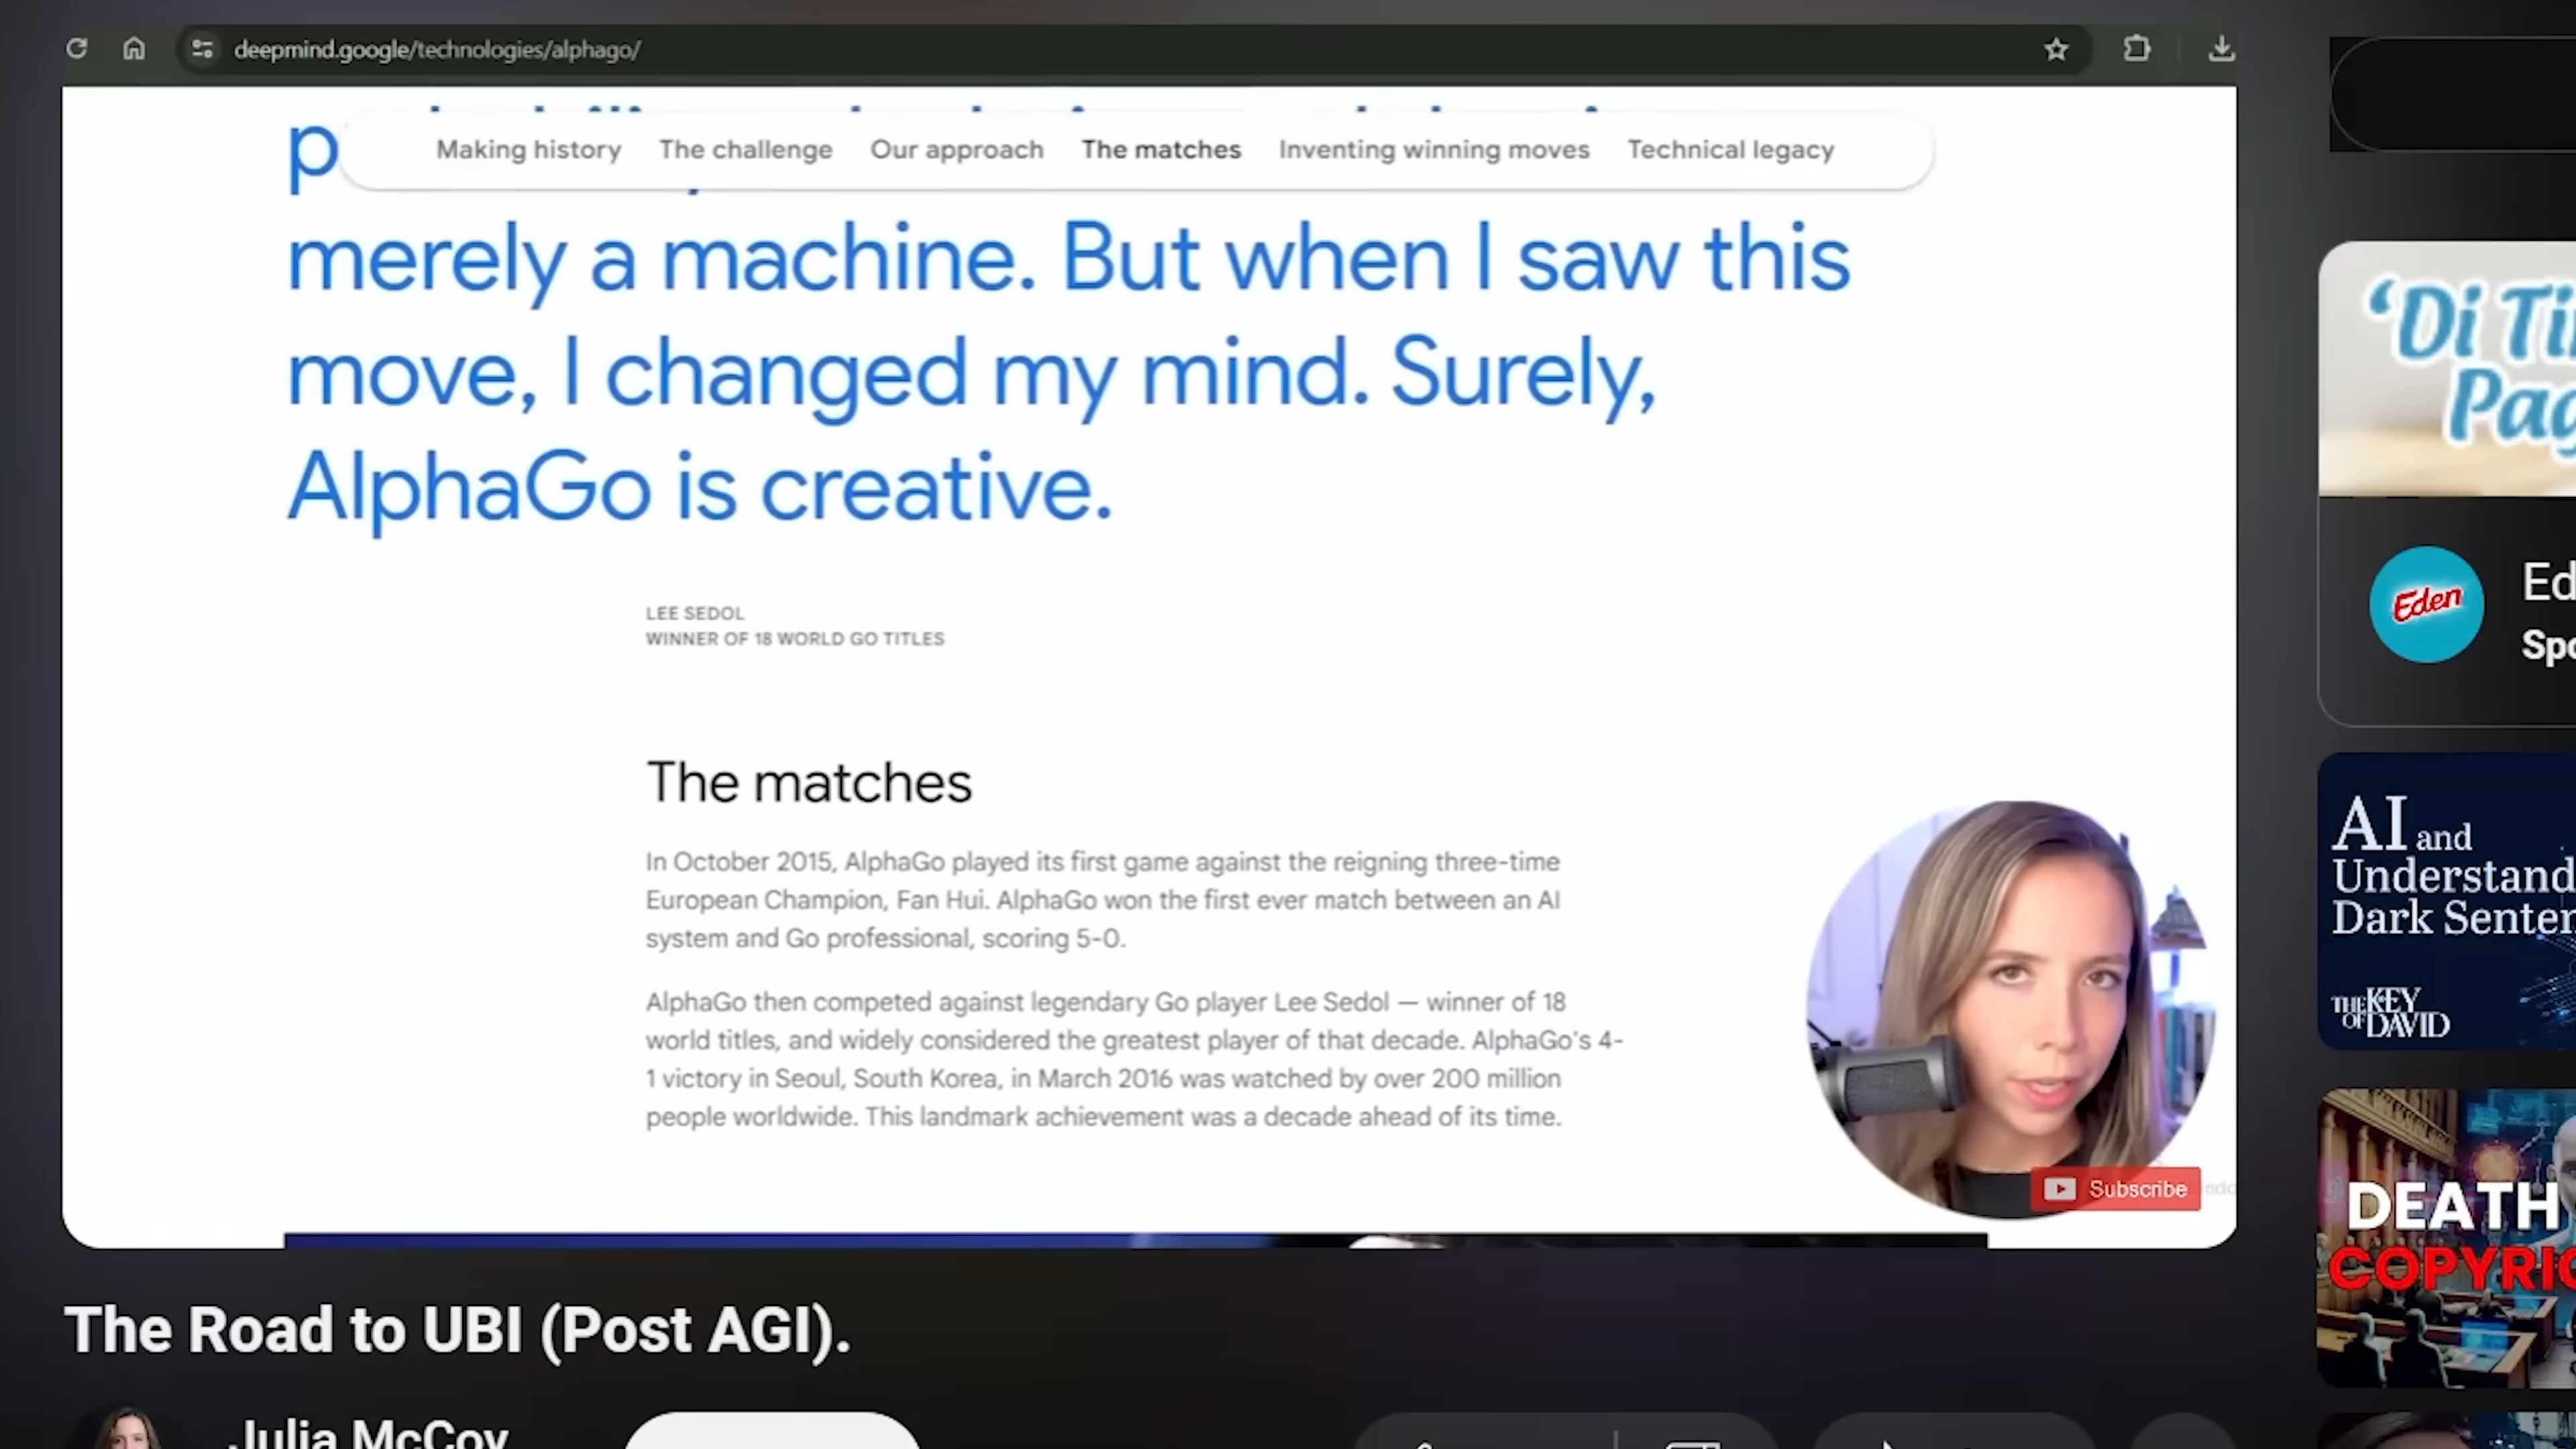 deepmind.google/technologies/alphago/
Making history The challenge Our approach The matches Inventing winning moves Technical legacy
merely a machine. But when I saw this
move, I changed my mind. Surely,
AlphaGo is creative.
LEE SEDOL
WINNER OF 18 WORLD GO TITLES
The matches
In October 2015, AlphaGo played its first game against the reigning three-time
European Champion, Fan Hui. AlphaGo won the first ever match between an AI
system and Go professional, scoring 5-0.
AlphaGo then competed against legendary Go player Lee Sedol — winner of 18
world titles, and widely considered the greatest player of that decade. AlphaGo's 4-
1 victory in Seoul, South Korea, in March 2016 was watched by over 200 million
people worldwide. This landmark achievement was a decade ahead of its time.
Subscribe
The Road to UBI (Post AGI).
Julia McCoy
'Di
Eden
AI and
Dark
THE KEY
OF DAVID
DEATH